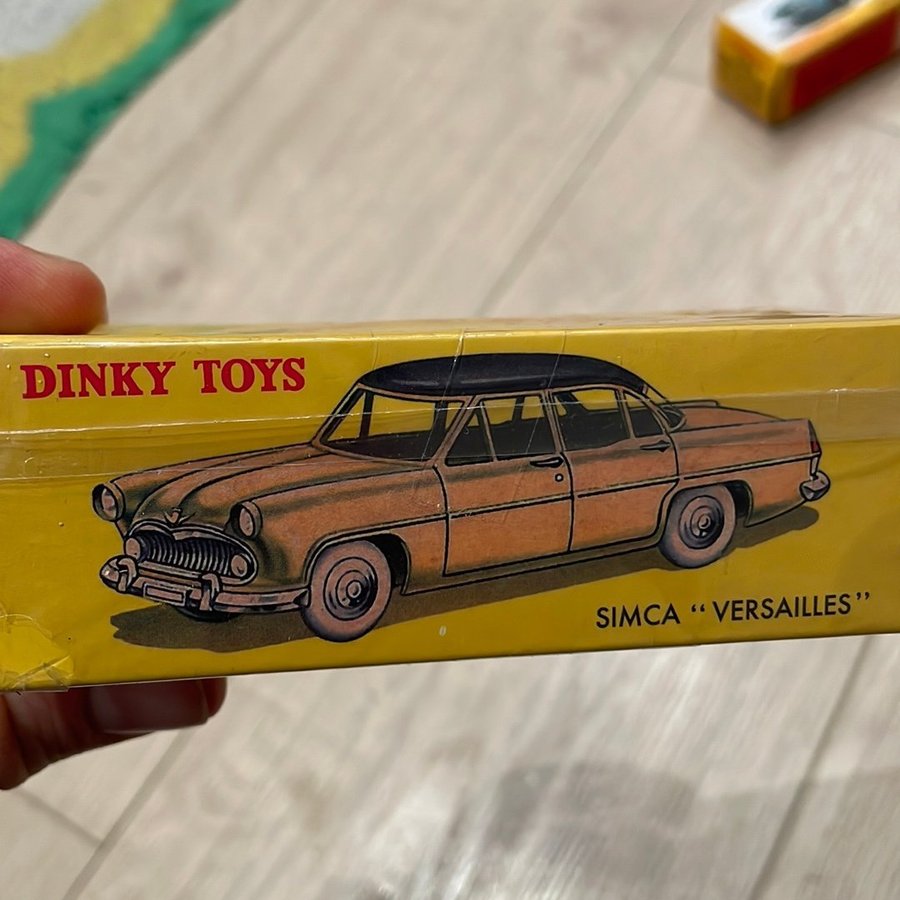 DINKY TOYS
SIMCA “ VERSAILLES ”